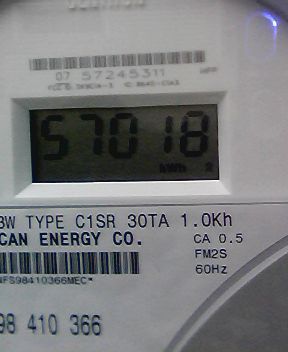 07 57245311
57018
kWh
3W TYPE C1SR 30TA 1.0Kh
CAN ENERGY CO.
CA 0.5
FM2S
60Hz
NFS98410366MEC*
98 410 366